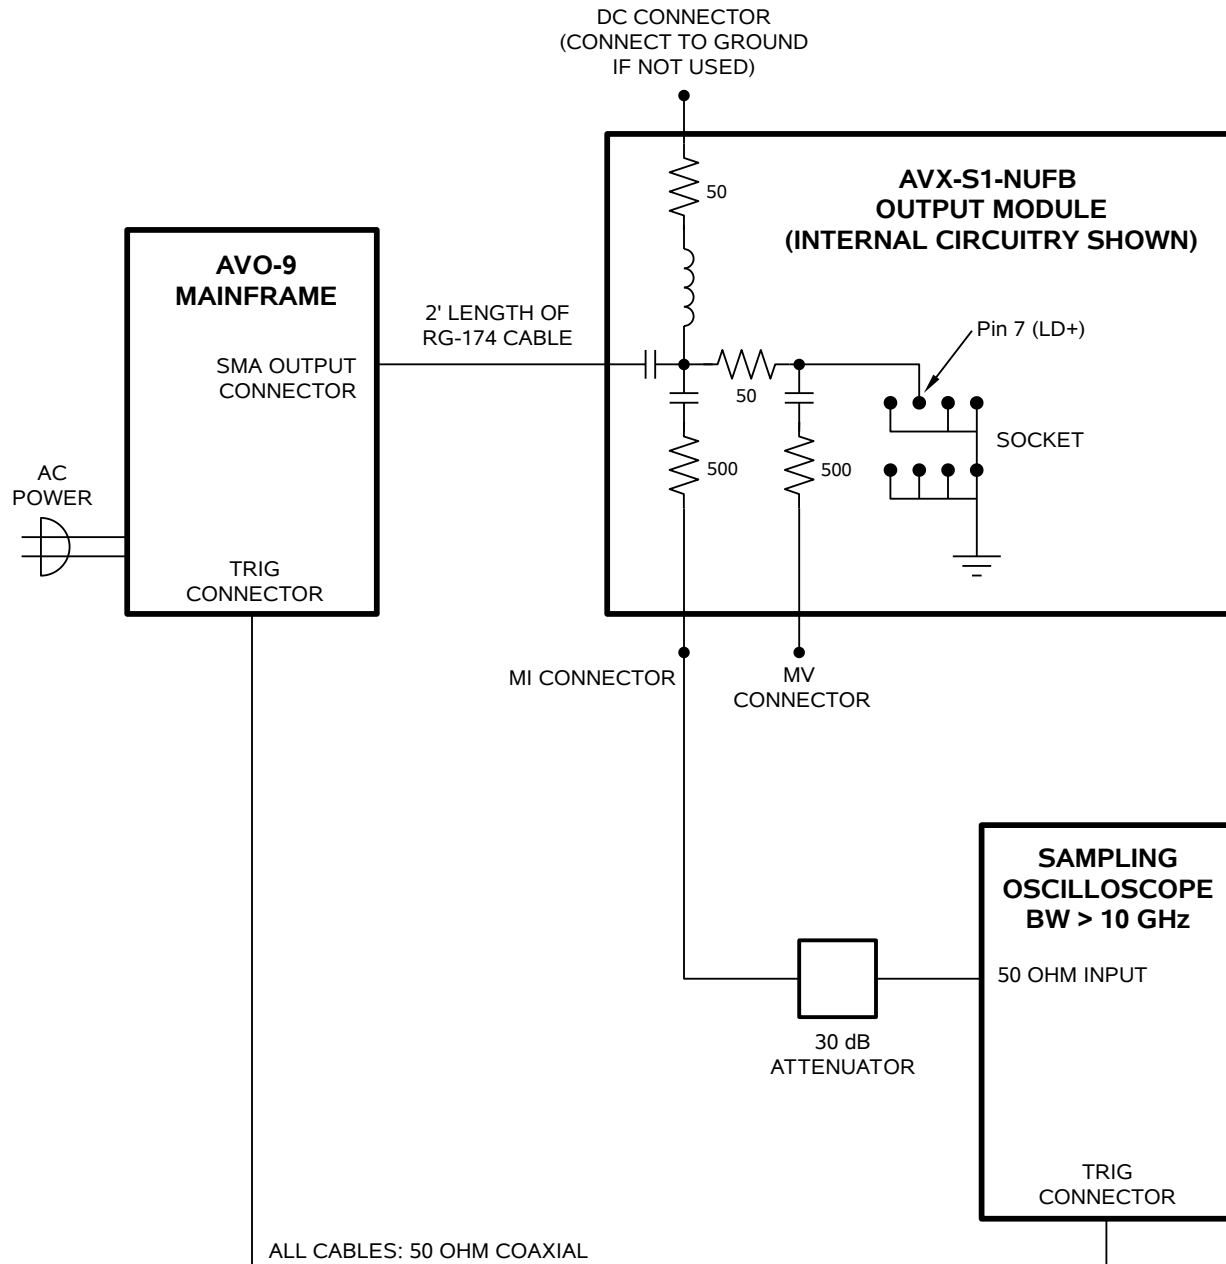 DC CONNECTOR
(CONNECT TO GROUND
IF NOT USED)
50
AVX-S1-NUFB
OUTPUT MODULE
(INTERNAL CIRCUITRY SHOWN)
AVO-9
MAINFRAME
2' LENGTH OF
RG-174 CABLE
Pin 7 (LD+)
SMA OUTPUT
CONNECTOR
50
SOCKET
500
500
AC
POWER
TRIG
CONNECTOR
MI CONNECTOR
MV
CONNECTOR
SAMPLING
OSCILLOSCOPE
BW > 10 GHz
50 OHM INPUT
30 dB
ATTENUATOR
TRIG
CONNECTOR
ALL CABLES: 50 OHM COAXIAL